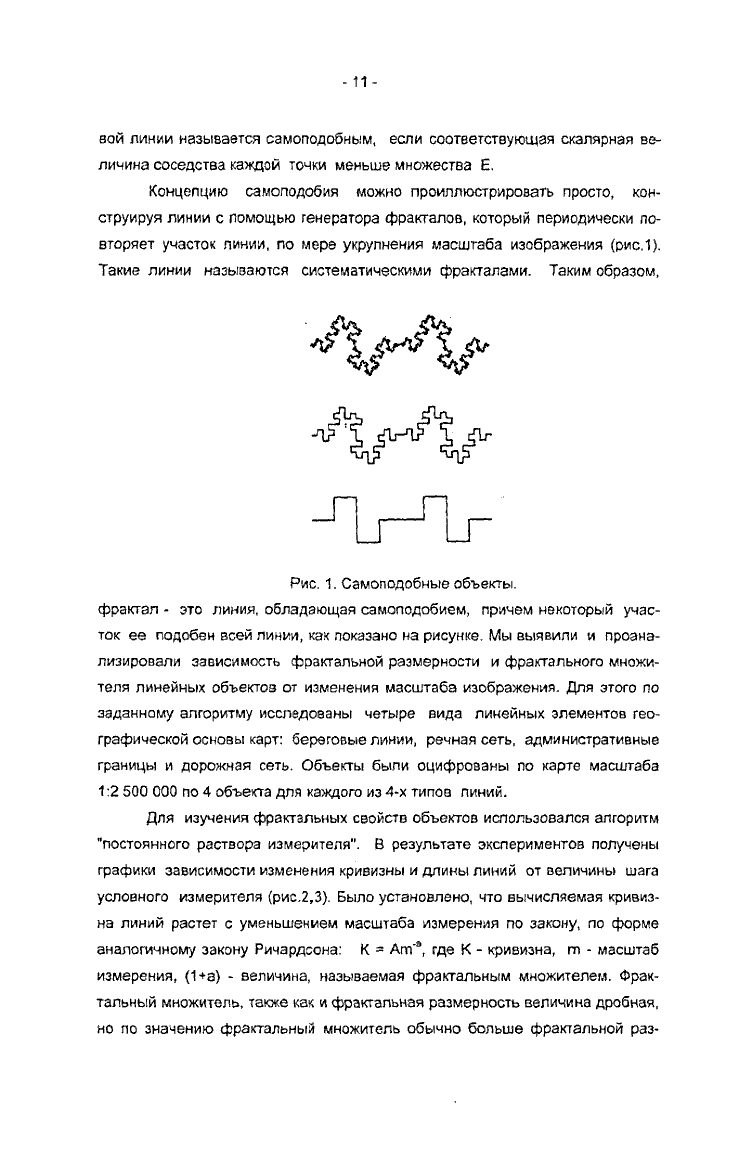 - 11 -
вой линии называется самоподобным, если соответствующая скалярная ве-
личина соседства каждой точки меньше множества Е.
Концепцию самоподобия можно проиллюстрировать просто, кон-
струируя линии с помощью генератора фракталов, который периодически по-
вторяет участок линии, по мере укрупнения масштаба изображения (рис.1).
Такие линии называются систематическими фракталами. Таким образом,
Рис. 1. Самоподобные объекты.
фрактал - это линия, обладающая самоподобием, причем некоторый учас-
ток ее подобен всей линии, как показано на рисунке. Мы выявили и проана-
лизировали зависимость фрактальной размерности и фрактального множи-
теля линейных объектов от изменения масштаба изображения. Для этого по
заданному алгоритму исследованы четыре вида линейных элементов гео-
графической основы карт: береговые линии, речная сеть, административные
границы и дорожная сеть. Объекты были оцифрованы по карте масштаба
1:2 500 000 по 4 объекта для каждого из 4-х типов линий.
Для изучения фрактальных свойств объектов использовался алгоритм
"постоянного раствора измерителя". В результате экспериментов получены
графики зависимости изменения кривизны и длины линий от величины шага
условного измерителя (рис.2,3). Было установлено, что вычисляемая кривиз-
на линий растет с уменьшением масштаба измерения по закону, по форме
аналогичному закону Ричардсона: K = Am⁻ᵃ, где K - кривизна, m - масштаб
измерения, (1+a) - величина, называемая фрактальным множителем. Фрак-
тальный множитель, также как и фрактальная размерность величина дробная,
но по значению фрактальный множитель обычно больше фрактальной раз-